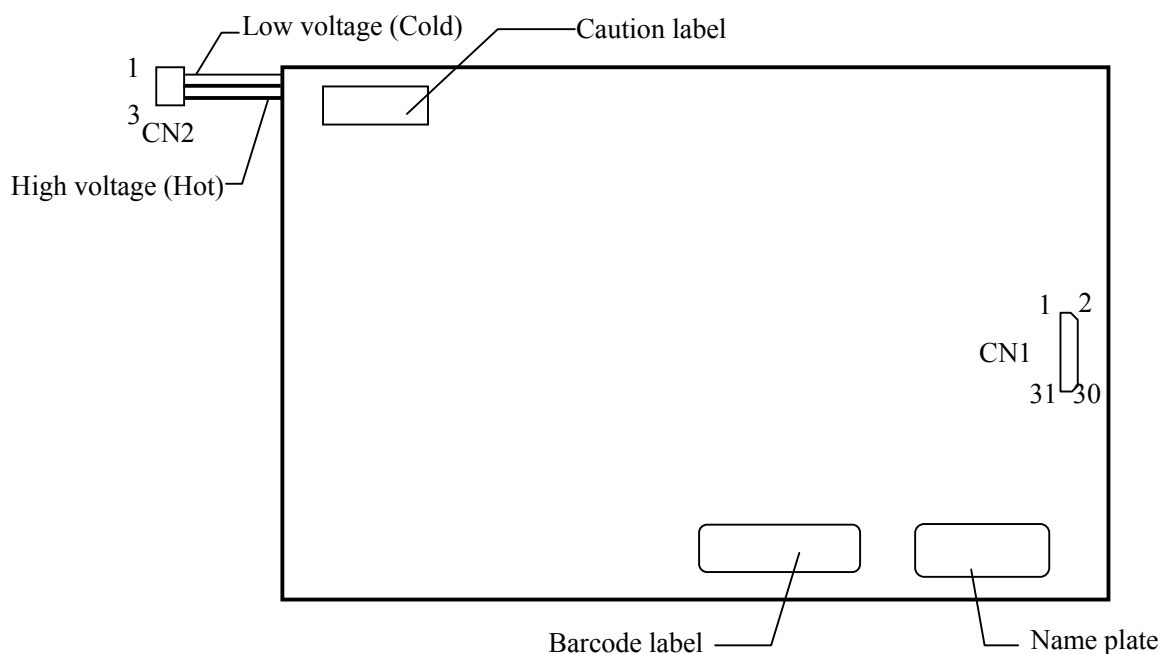 Low voltage (Cold)
Caution label
1
3
CN2
High voltage (Hot)
1 2
CN1
31 30
Barcode label
Name plate